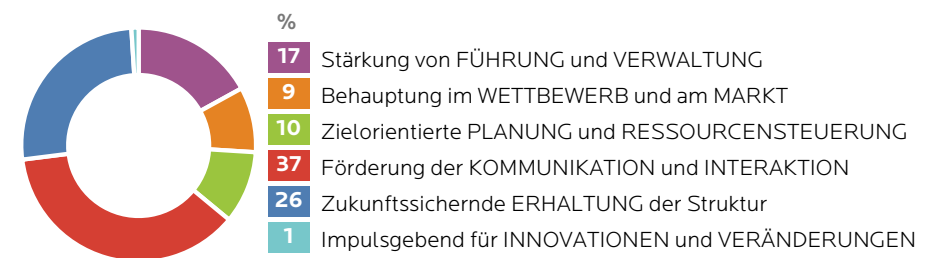 %
17 Stärkung von FÜHRUNG und VERWALTUNG
9 Behauptung im WETTBEWERB und am MARKT
10 Zielorientierte PLANUNG und RESSOURCENSTEUERUNG
37 Förderung der KOMMUNIKATION und INTERAKTION
26 Zukunftssichernde ERHALTUNG der Struktur
1 Impulsgebend für INNOVATIONEN und VERÄNDERUNGEN